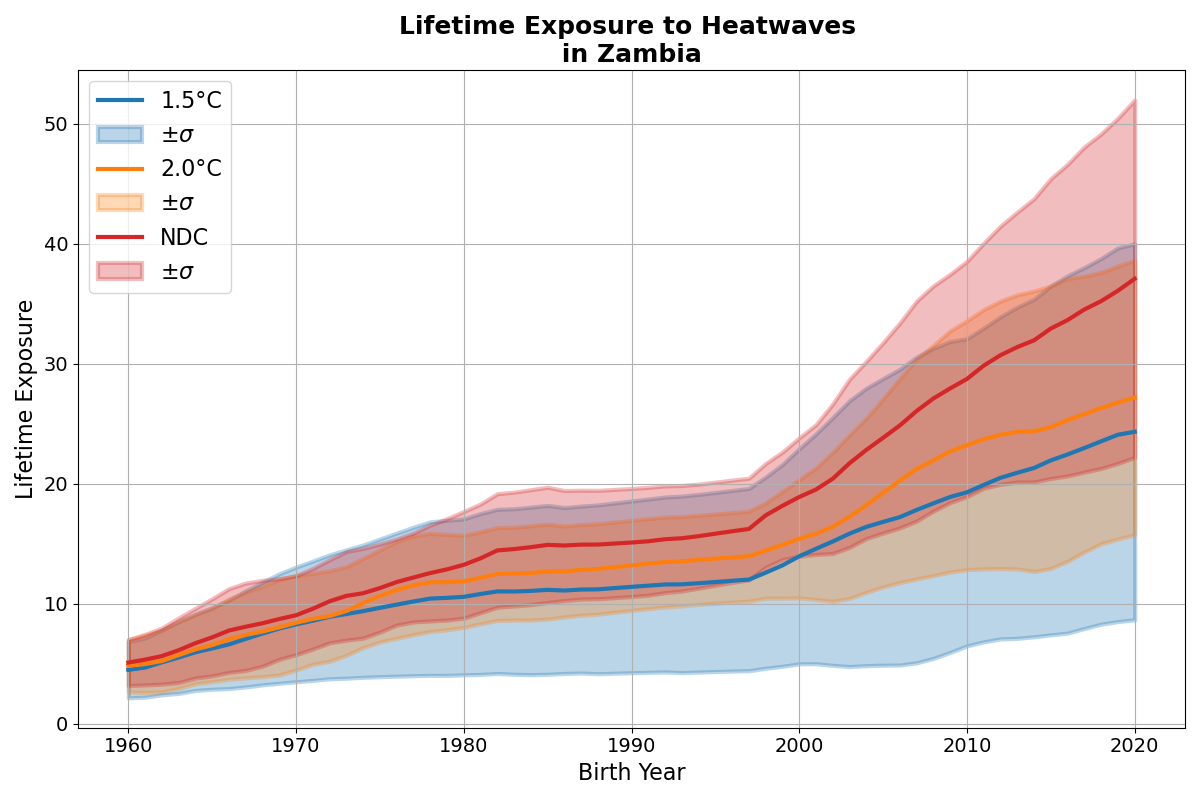 Lifetime Exposure to Heatwaves
in Zambia
1.5°C
±σ
2.0°C
±σ
NDC
±σ
Lifetime Exposure
50
40
30
20
10
0
1960
1970
1980
1990
2000
2010
2020
Birth Year